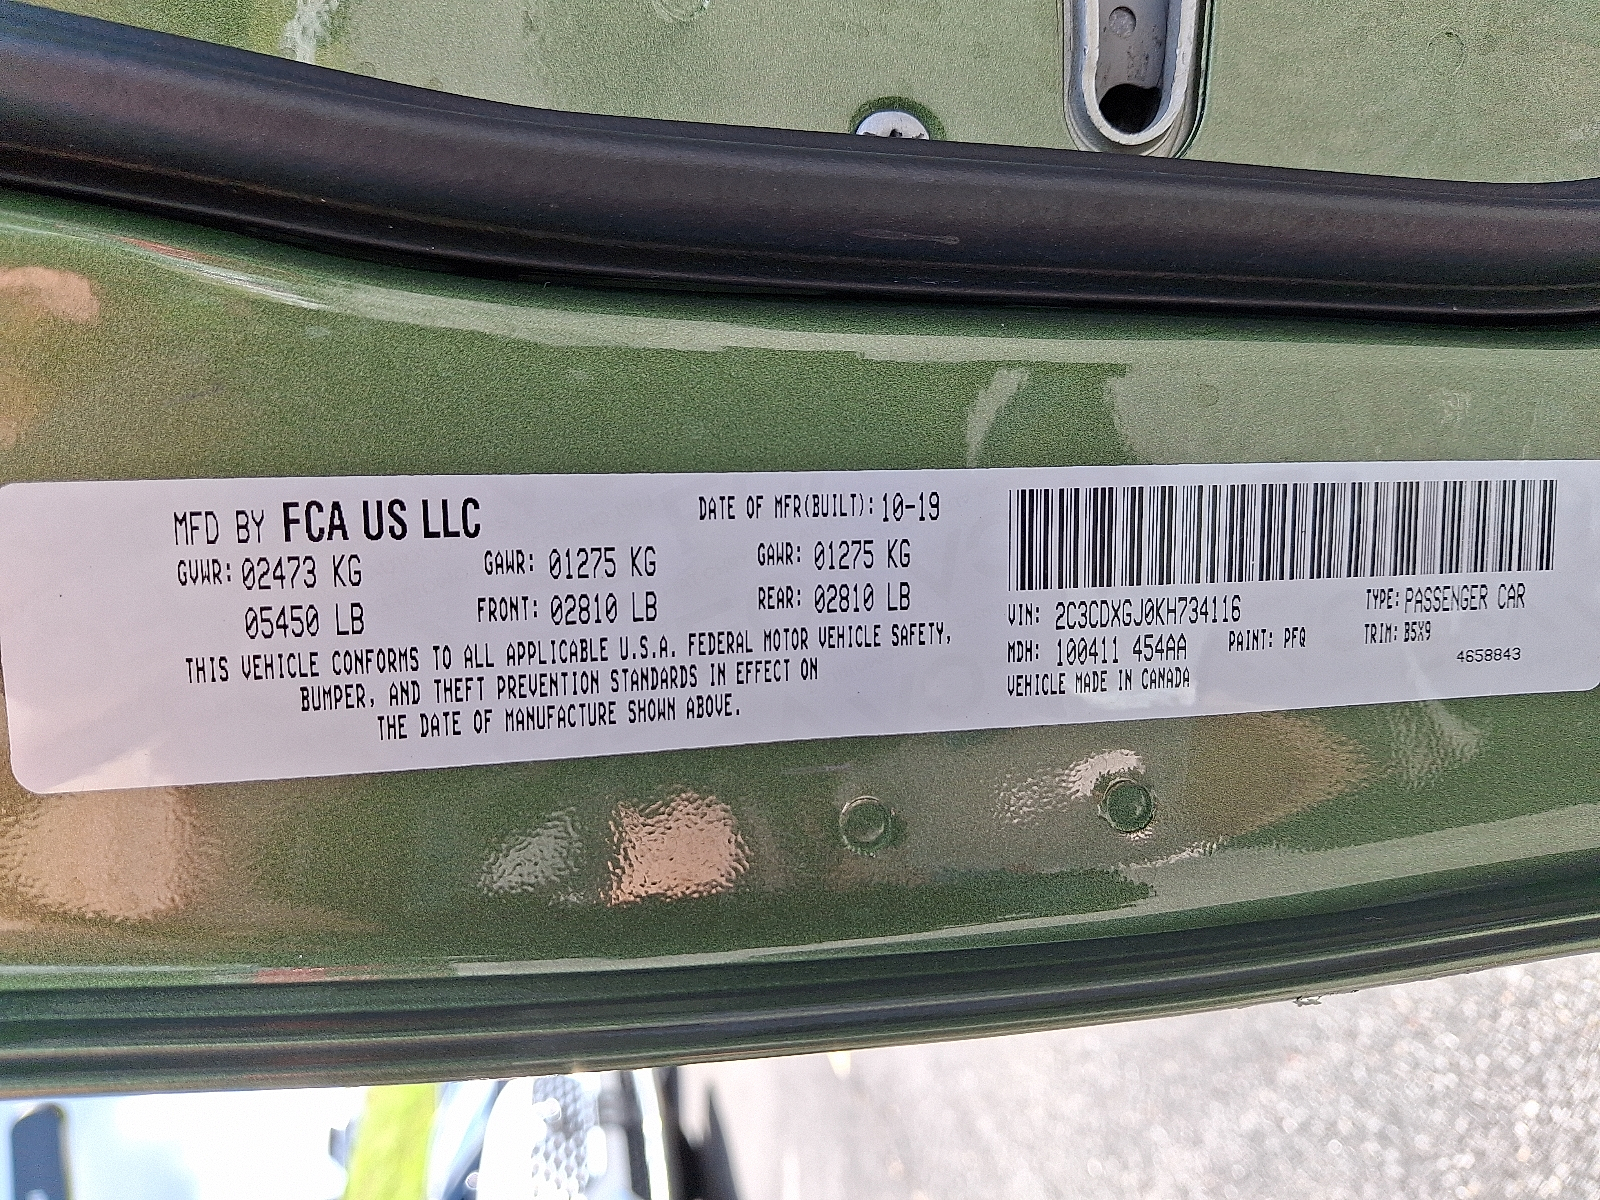 MFD BY FCA US LLC
DATE OF MFR(BUILT): 10-19
GVWR: 02473 KG
05450 LB
GAWR: 01275 KG
FRONT: 02810 LB
GAWR: 01275 KG
REAR: 02810 LB
THIS VEHICLE CONFORMS TO ALL APPLICABLE U.S.A. FEDERAL MOTOR VEHICLE SAFETY,
BUMPER, AND THEFT PREVENTION STANDARDS IN EFFECT ON
THE DATE OF MANUFACTURE SHOWN ABOVE.
VIN: 2C3CDXGJ0KH734116
TYPE: PASSENGER CAR
MDH: 100411 454AA
PAINT: PFQ
TRIM: B5X9
VEHICLE MADE IN CANADA
4658843